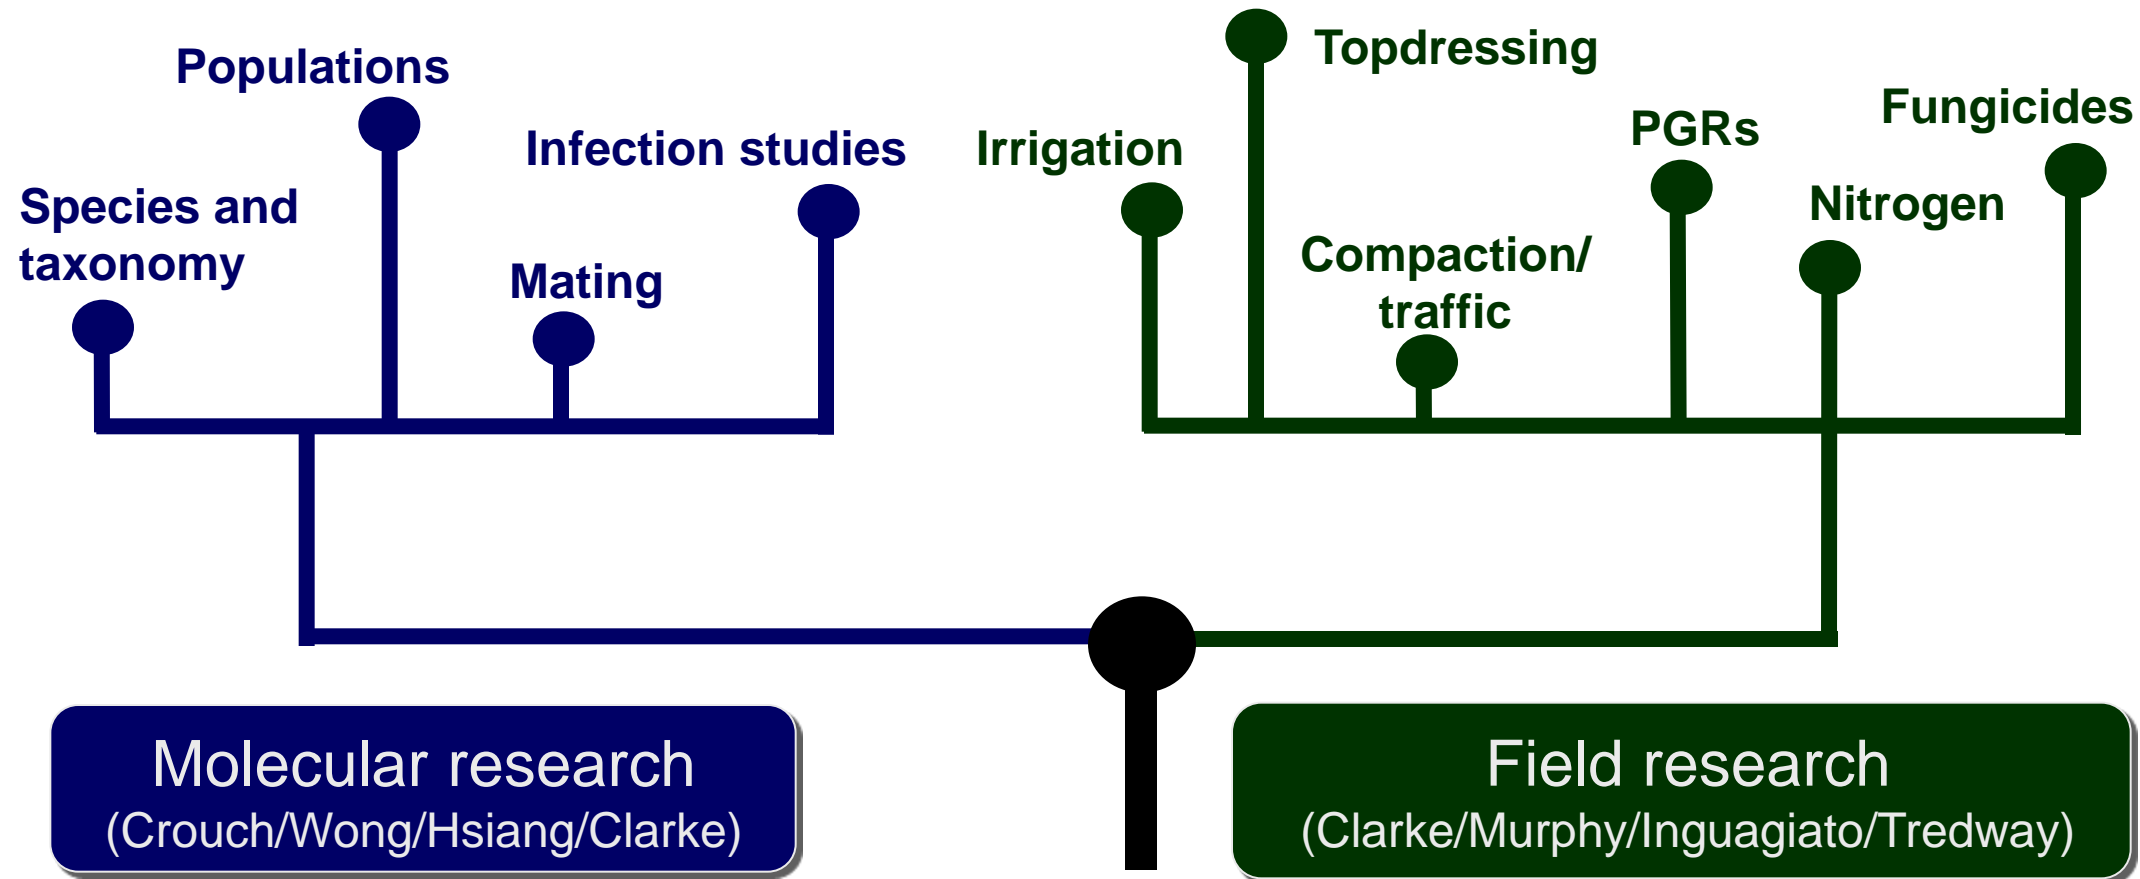 Populations
Infection studies
Species and
taxonomy
Mating
Topdressing
Irrigation
PGRs
Fungicides
Nitrogen
Compaction/
traffic
Molecular research
(Crouch/Wong/Hsiang/Clarke)
Field research
(Clarke/Murphy/Inguagiato/Tredway)